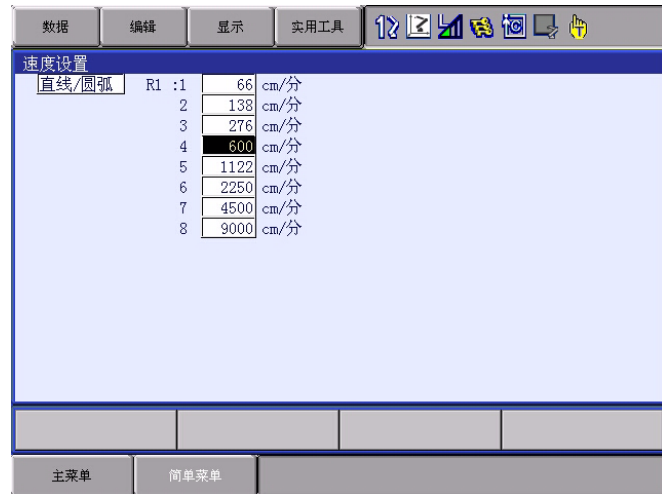 数据 编辑 显示 实用工具
速度设置
直线/圆弧 R1 :1 66 cm/分
2 138 cm/分
3 276 cm/分
4 600 cm/分
5 1122 cm/分
6 2250 cm/分
7 4500 cm/分
8 9000 cm/分
主菜单 简单菜单